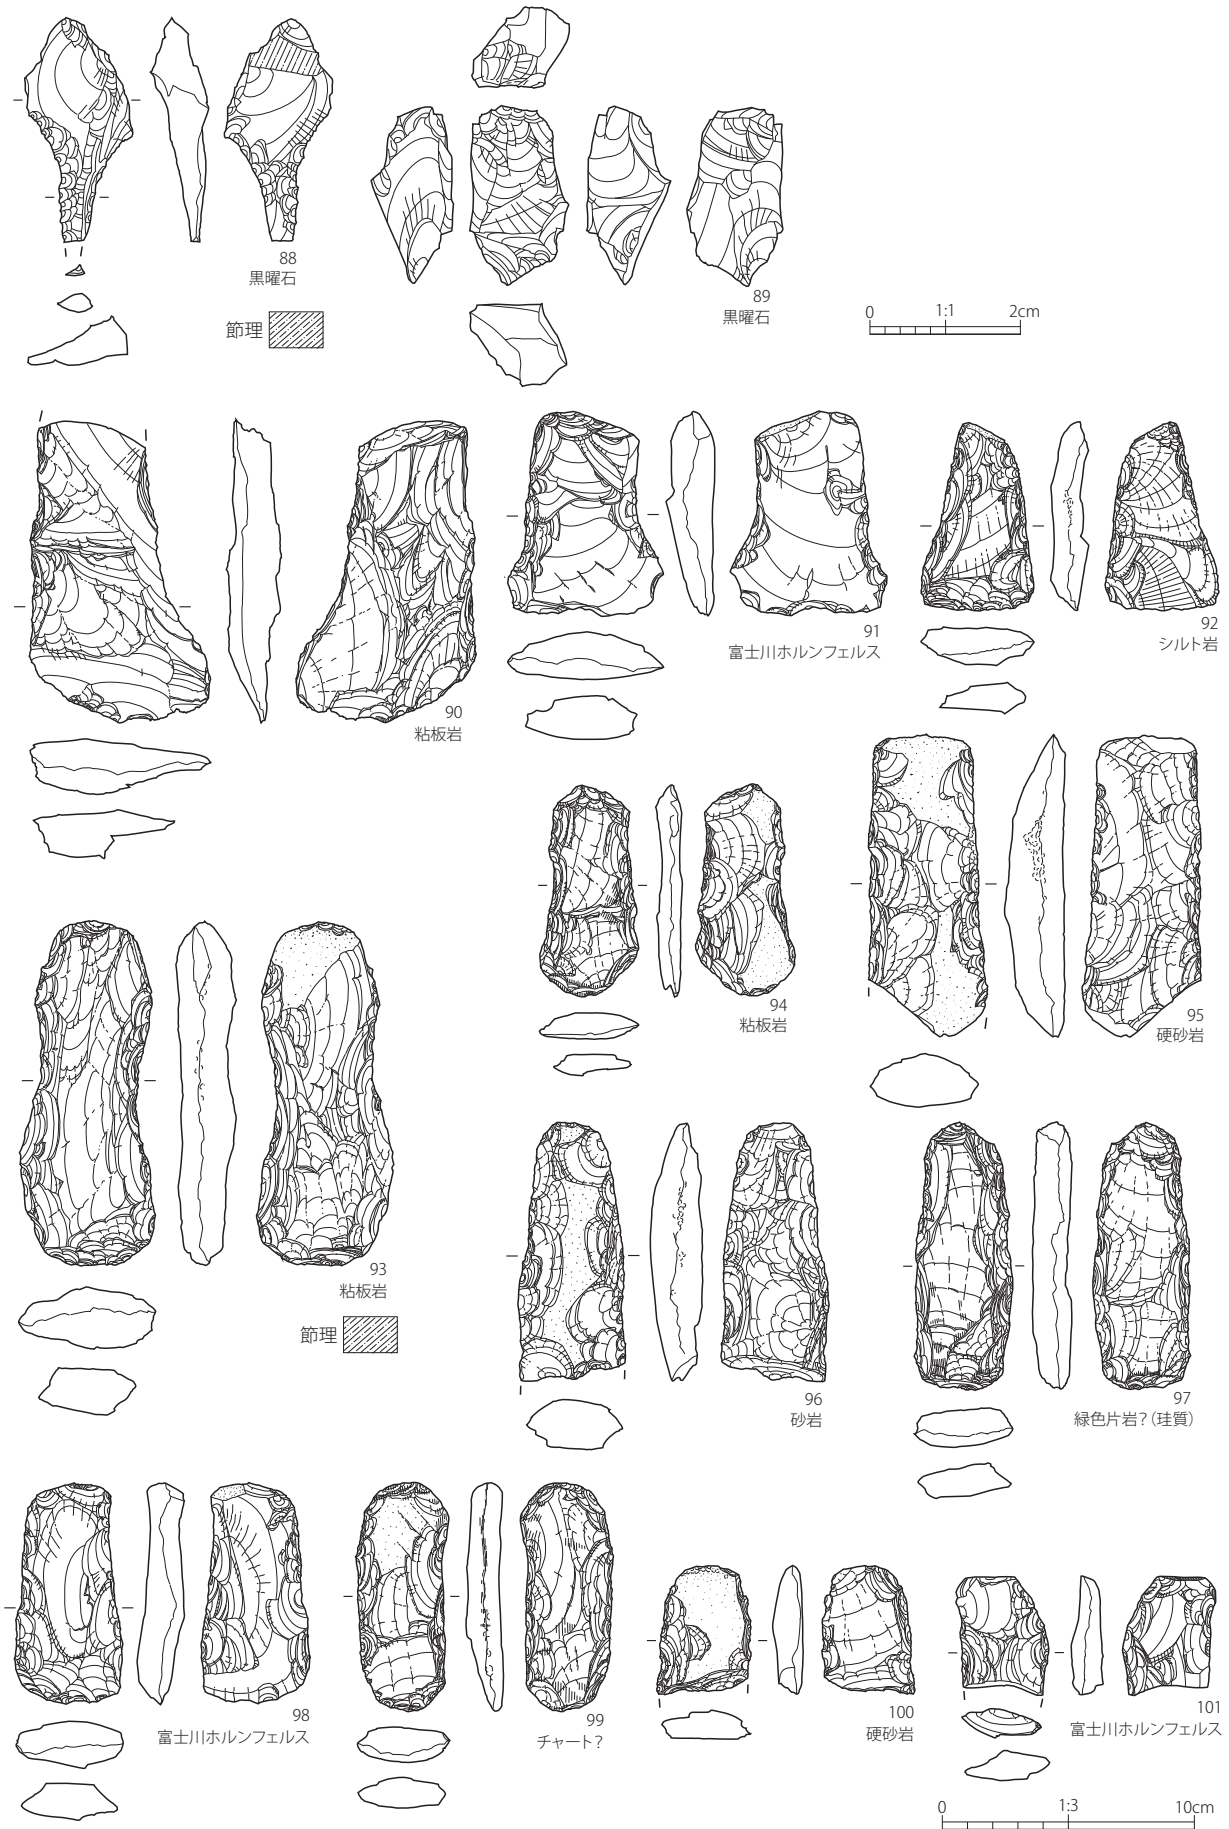 88
黒曜石
節理
89
黒曜石
0 1:1 2cm
90
粘板岩
91
富士川ホルンフェルス
92
シルト岩
93
粘板岩
節理
94
粘板岩
95
硬砂岩
96
砂岩
97
緑色片岩？（珪質）
98
富士川ホルンフェルス
99
チャート？
100
硬砂岩
101
富士川ホルンフェルス
0 1:3 10cm